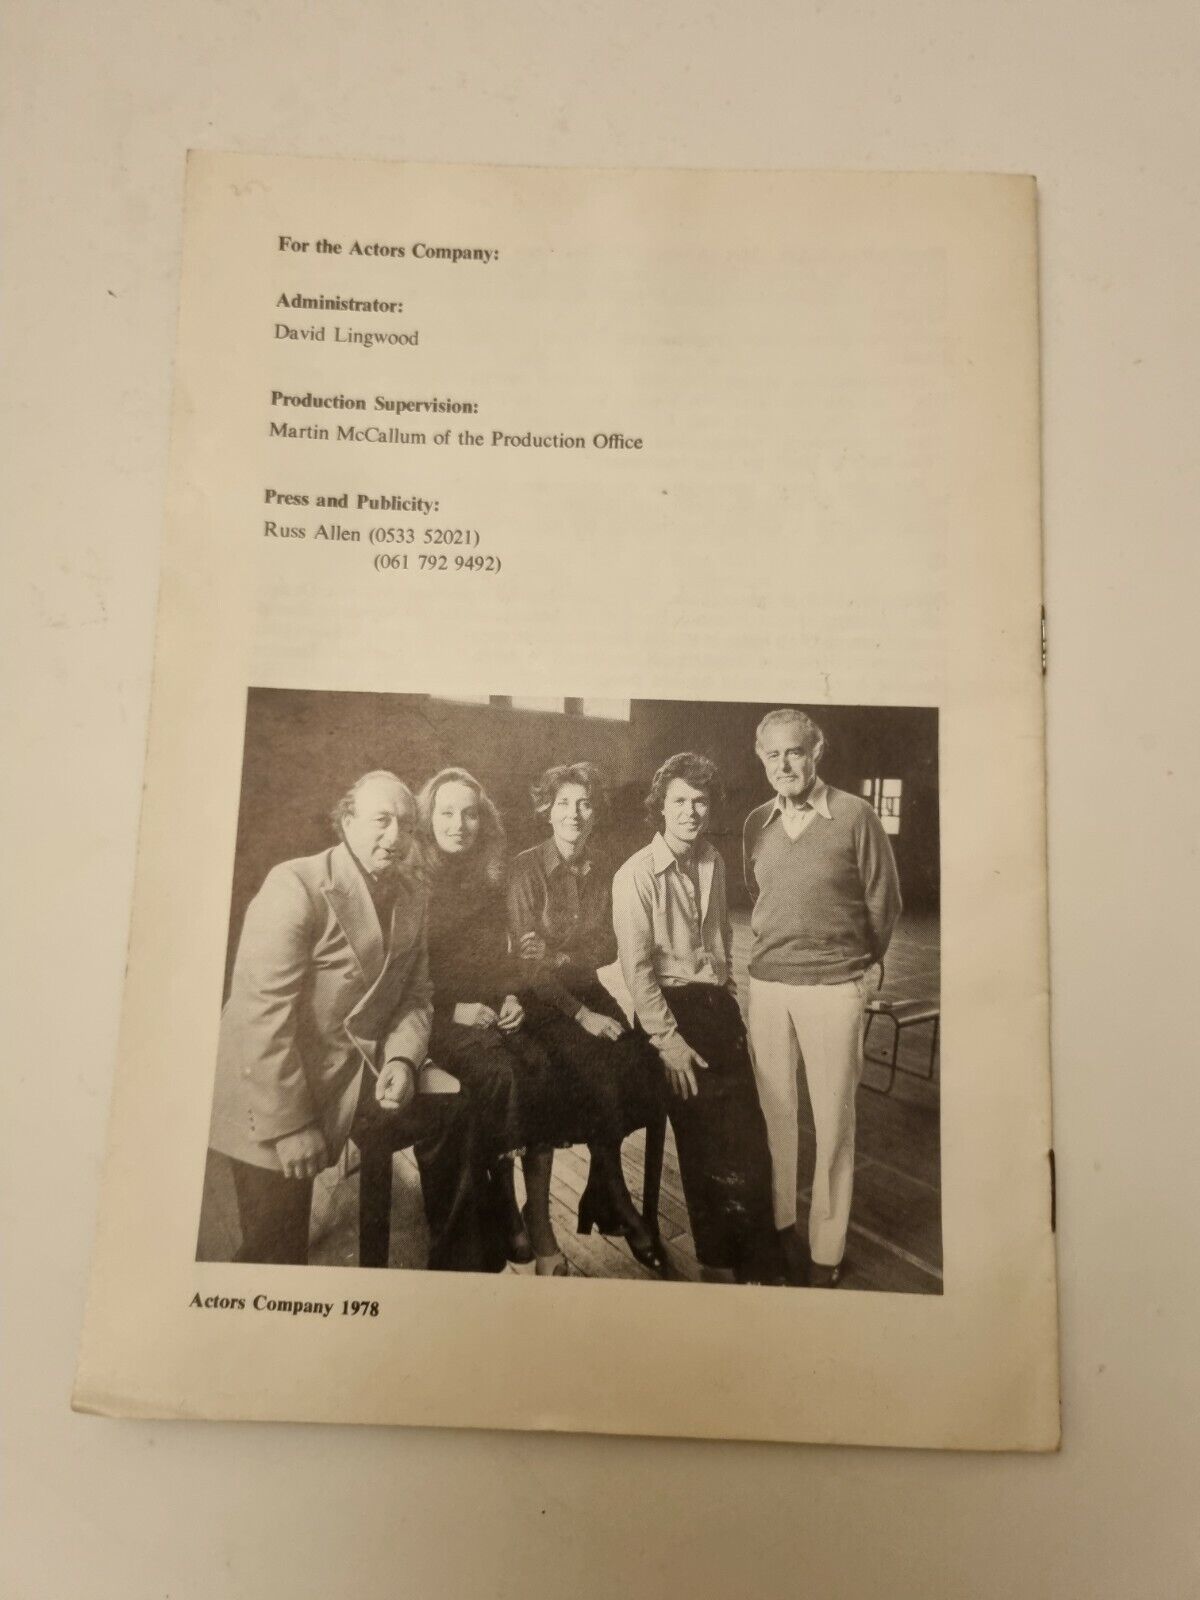 For the Actors Company:
Administrator:
David Lingwood
Production Supervision:
Martin McCallum of the Production Office
Press and Publicity:
Russ Allen (0533 52021)
(061 792 9492)
Actors Company 1978